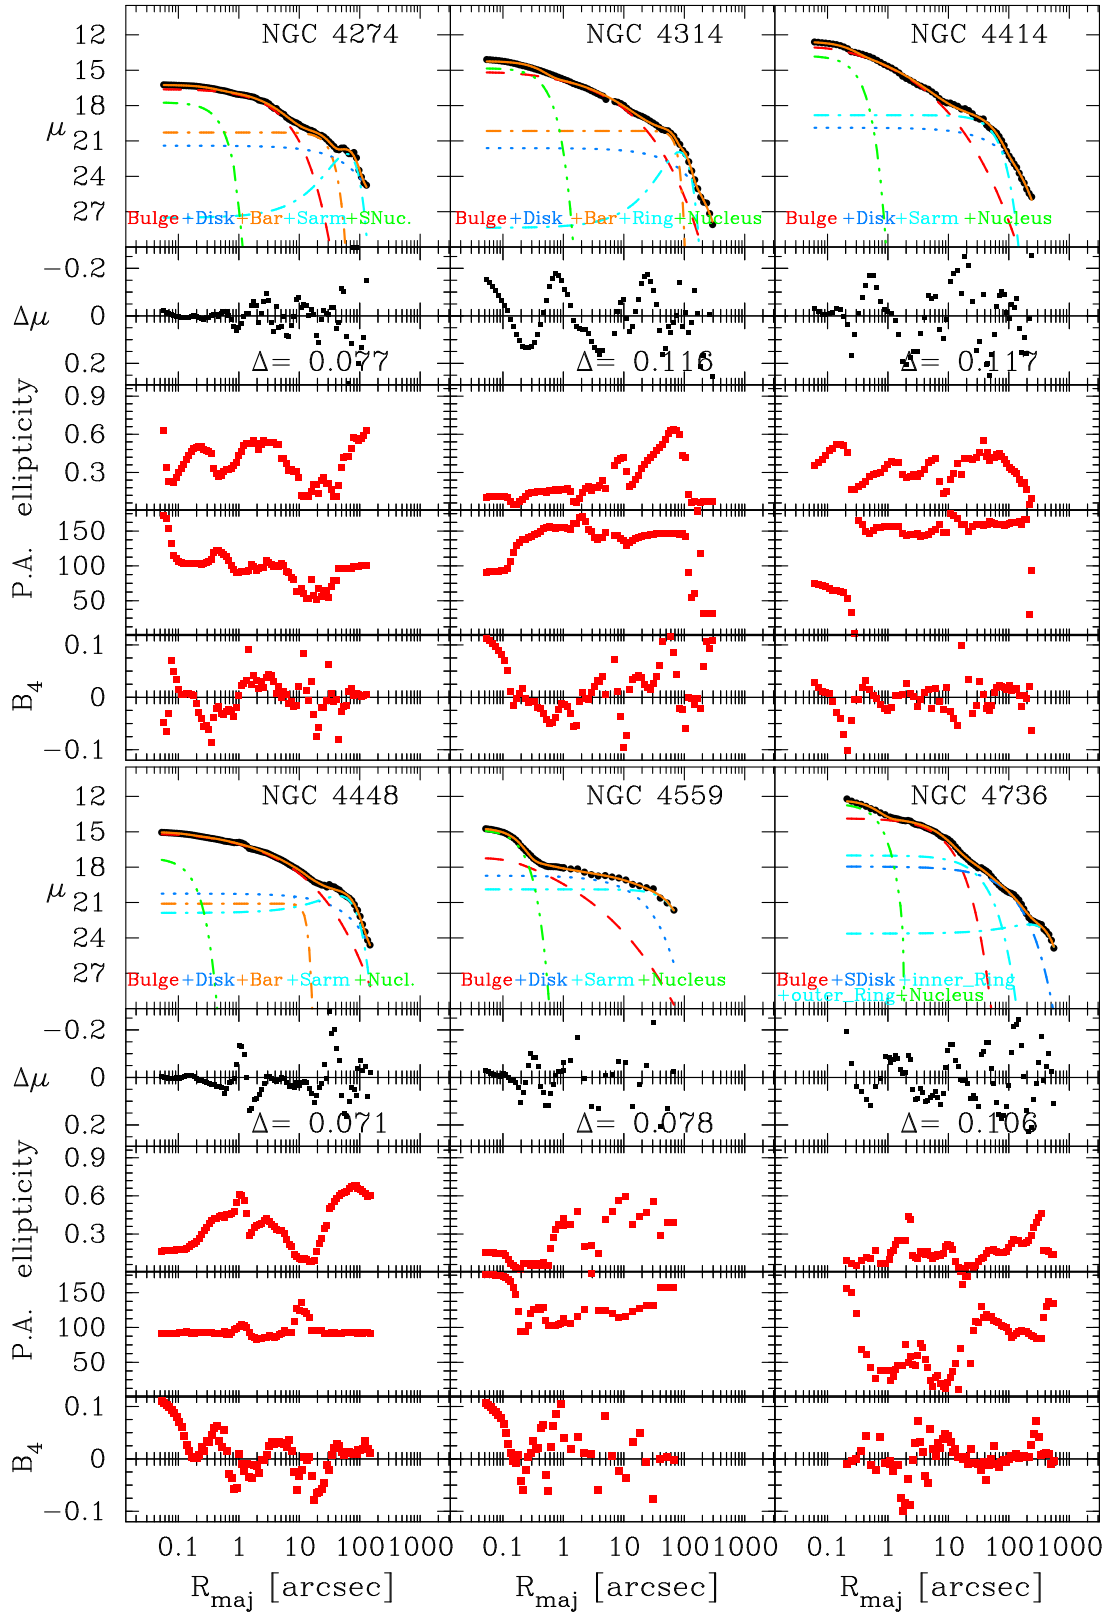 NGC 4274 NGC 4314 NGC 4414
12
15
18
μ
21
24
27
Bulge+Disk+Bar+Sarm+SNuc. Bulge+Disk+Bar+Ring+Nucleus Bulge+Disk+Sarm+Nucleus
−0.2
Δμ 0
0.2
Δ= 0.077 Δ= 0.116 Δ= 0.117
ellipticity
0.9
0.6
0.3
P.A.
150
100
50
B4
0.1
0
−0.1
NGC 4448 NGC 4559 NGC 4736
12
15
18
μ
21
24
27
Bulge+Disk+Bar+Sarm+Nucl. Bulge+Disk+Sarm+Nucleus Bulge+SDisk+inner_Ring
+outer_Ring+Nucleus
−0.2
Δμ 0
0.2
Δ= 0.071 Δ= 0.078 Δ= 0.106
ellipticity
0.9
0.6
0.3
P.A.
150
100
50
B4
0.1
0
−0.1
0.1 1 10 100 1000 0.1 1 10 100 1000 0.1 1 10 100 1000
Rmaj [arcsec] Rmaj [arcsec] Rmaj [arcsec]